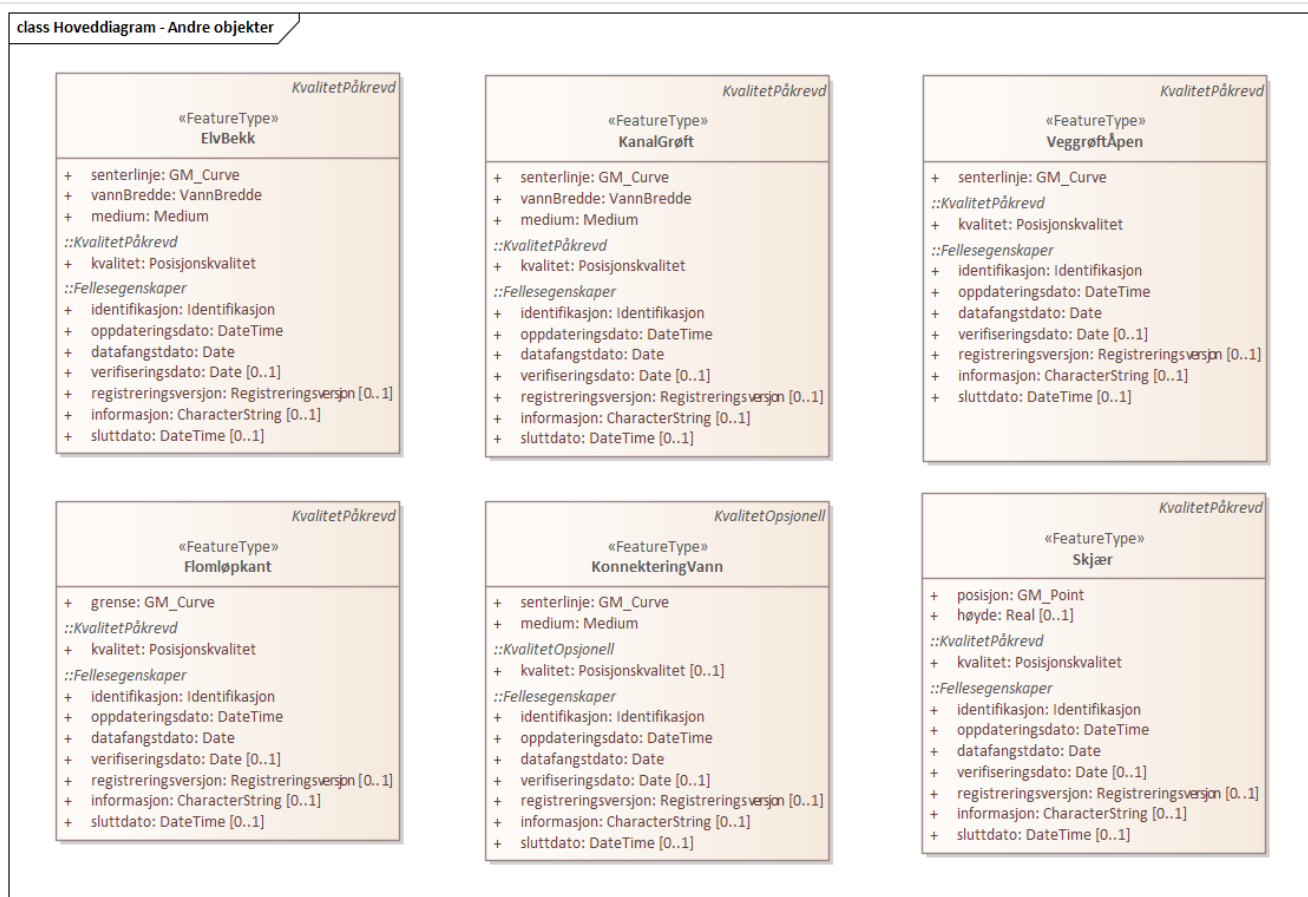 class Hoveddiagram - Andre objekter
KvalitetPåkrevd
«FeatureType»
ElvBekk
+ senterlinje: GM_Curve
+ vannBredde: VannBredde
+ medium: Medium
::KvalitetPåkrevd
+ kvalitet: Posisjonskvalitet
::Fellesegenskaper
+ identifikasjon: Identifikasjon
+ oppdateringsdato: DateTime
+ datafangstdato: Date
+ verifiseringsdato: Date [0..1]
+ registreringsversjon: Registreringsversjon [0..1]
+ informasjon: CharacterString [0..1]
+ sluttdato: DateTime [0..1]
KvalitetPåkrevd
«FeatureType»
KanalGrøft
+ senterlinje: GM_Curve
+ vannBredde: VannBredde
+ medium: Medium
::KvalitetPåkrevd
+ kvalitet: Posisjonskvalitet
::Fellesegenskaper
+ identifikasjon: Identifikasjon
+ oppdateringsdato: DateTime
+ datafangstdato: Date
+ verifiseringsdato: Date [0..1]
+ registreringsversjon: Registreringsversjon [0..1]
+ informasjon: CharacterString [0..1]
+ sluttdato: DateTime [0..1]
KvalitetPåkrevd
«FeatureType»
VeggrøftÅpen
+ senterlinje: GM_Curve
::KvalitetPåkrevd
+ kvalitet: Posisjonskvalitet
::Fellesegenskaper
+ identifikasjon: Identifikasjon
+ oppdateringsdato: DateTime
+ datafangstdato: Date
+ verifiseringsdato: Date [0..1]
+ registreringsversjon: Registreringsversjon [0..1]
+ informasjon: CharacterString [0..1]
+ sluttdato: DateTime [0..1]
KvalitetPåkrevd
«FeatureType»
Flomløpkant
+ grense: GM_Curve
::KvalitetPåkrevd
+ kvalitet: Posisjonskvalitet
::Fellesegenskaper
+ identifikasjon: Identifikasjon
+ oppdateringsdato: DateTime
+ datafangstdato: Date
+ verifiseringsdato: Date [0..1]
+ registreringsversjon: Registreringsversjon [0..1]
+ informasjon: CharacterString [0..1]
+ sluttdato: DateTime [0..1]
KvalitetOpsjonell
«FeatureType»
KonnekteringVann
+ senterlinje: GM_Curve
+ medium: Medium
::KvalitetOpsjonell
+ kvalitet: Posisjonskvalitet [0..1]
::Fellesegenskaper
+ identifikasjon: Identifikasjon
+ oppdateringsdato: DateTime
+ datafangstdato: Date
+ verifiseringsdato: Date [0..1]
+ registreringsversjon: Registreringsversjon [0..1]
+ informasjon: CharacterString [0..1]
+ sluttdato: DateTime [0..1]
KvalitetPåkrevd
«FeatureType»
Skjær
+ posisjon: GM_Point
+ høyde: Real [0..1]
::KvalitetPåkrevd
+ kvalitet: Posisjonskvalitet
::Fellesegenskaper
+ identifikasjon: Identifikasjon
+ oppdateringsdato: DateTime
+ datafangstdato: Date
+ verifiseringsdato: Date [0..1]
+ registreringsversjon: Registreringsversjon [0..1]
+ informasjon: CharacterString [0..1]
+ sluttdato: DateTime [0..1]